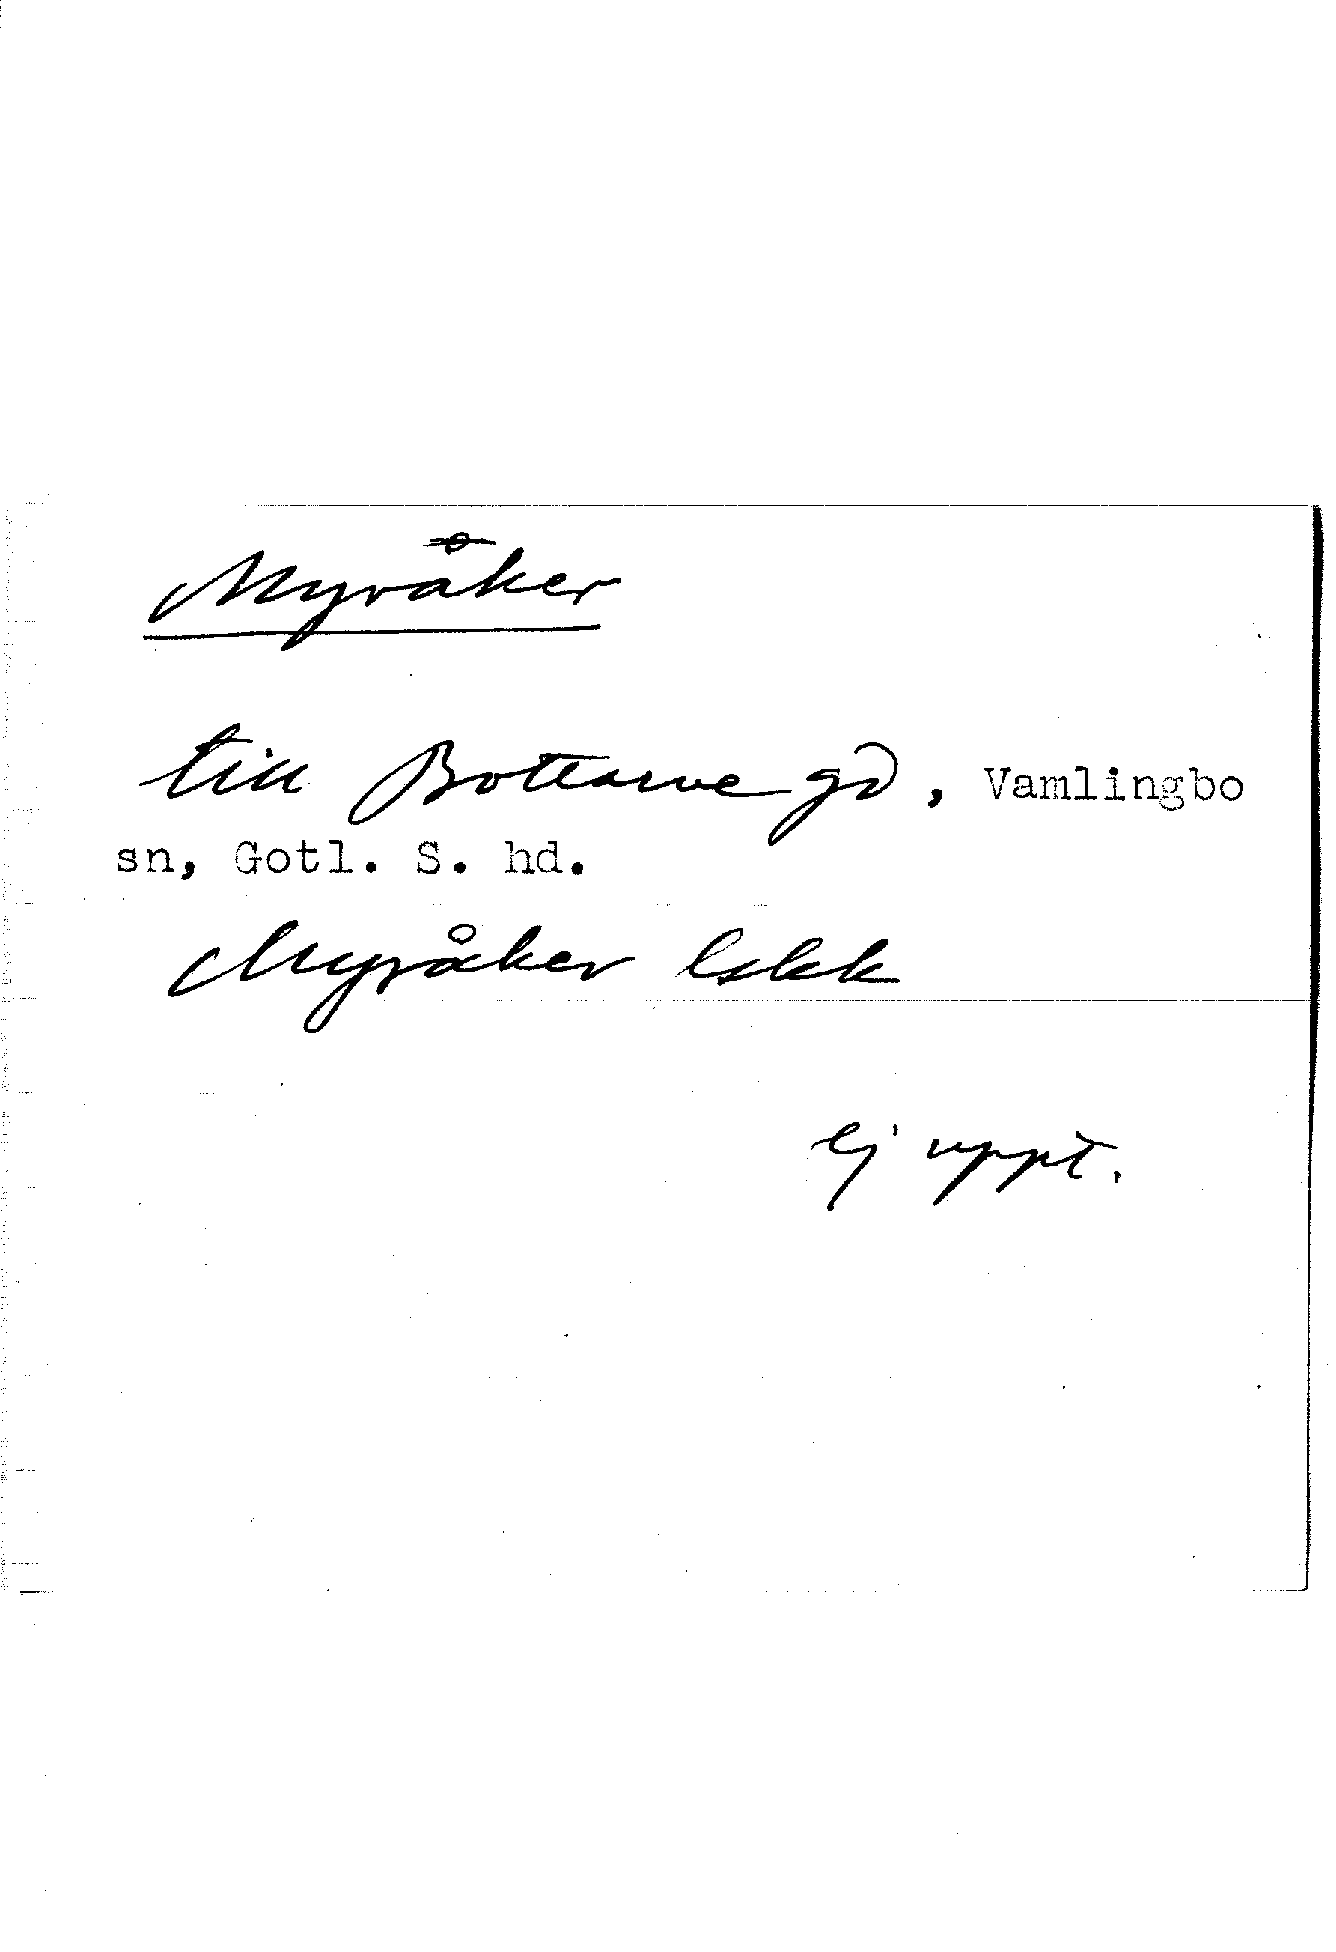 Myråker
till Bottarve gd, Vamlingbo
sn, Gotl. S. hd.
Myråker
ej uppt.